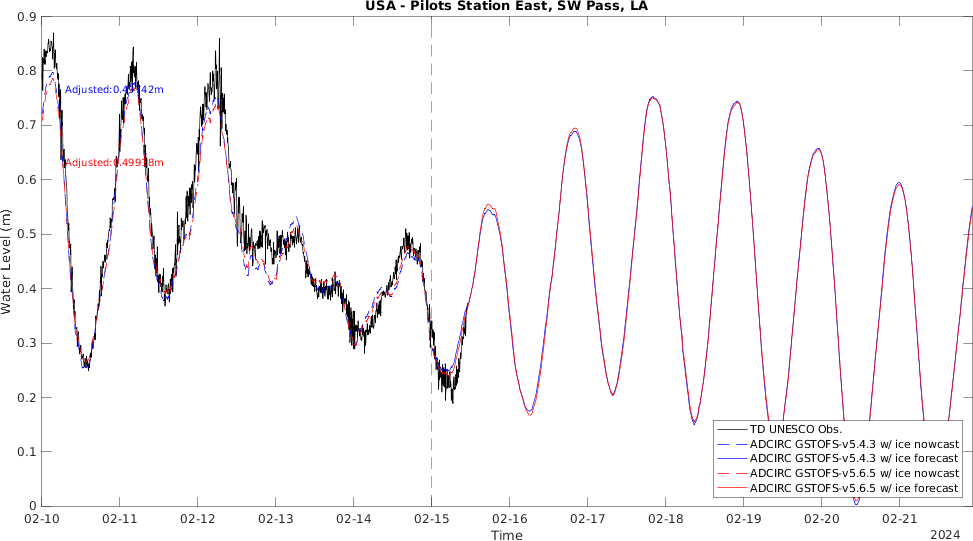 USA - Pilots Station East, SW Pass, LA
0.9
0.8
0.7
0.6
0.5
0.4
0.3
0.2
0.1
0
Water Level (m)
m
m
TD UNESCO Obs.
ADCIRC GSTOFS-v5.4.3 w/ ice nowcast
ADCIRC GSTOFS-v5.4.3 w/ ice forecast
ADCIRC GSTOFS-v5.6.5 w/ ice nowcast
ADCIRC GSTOFS-v5.6.5 w/ ice forecast
02-10 02-11 02-12 02-13 02-14 02-15 02-16 02-17 02-18 02-19 02-20 02-21
Time
2024